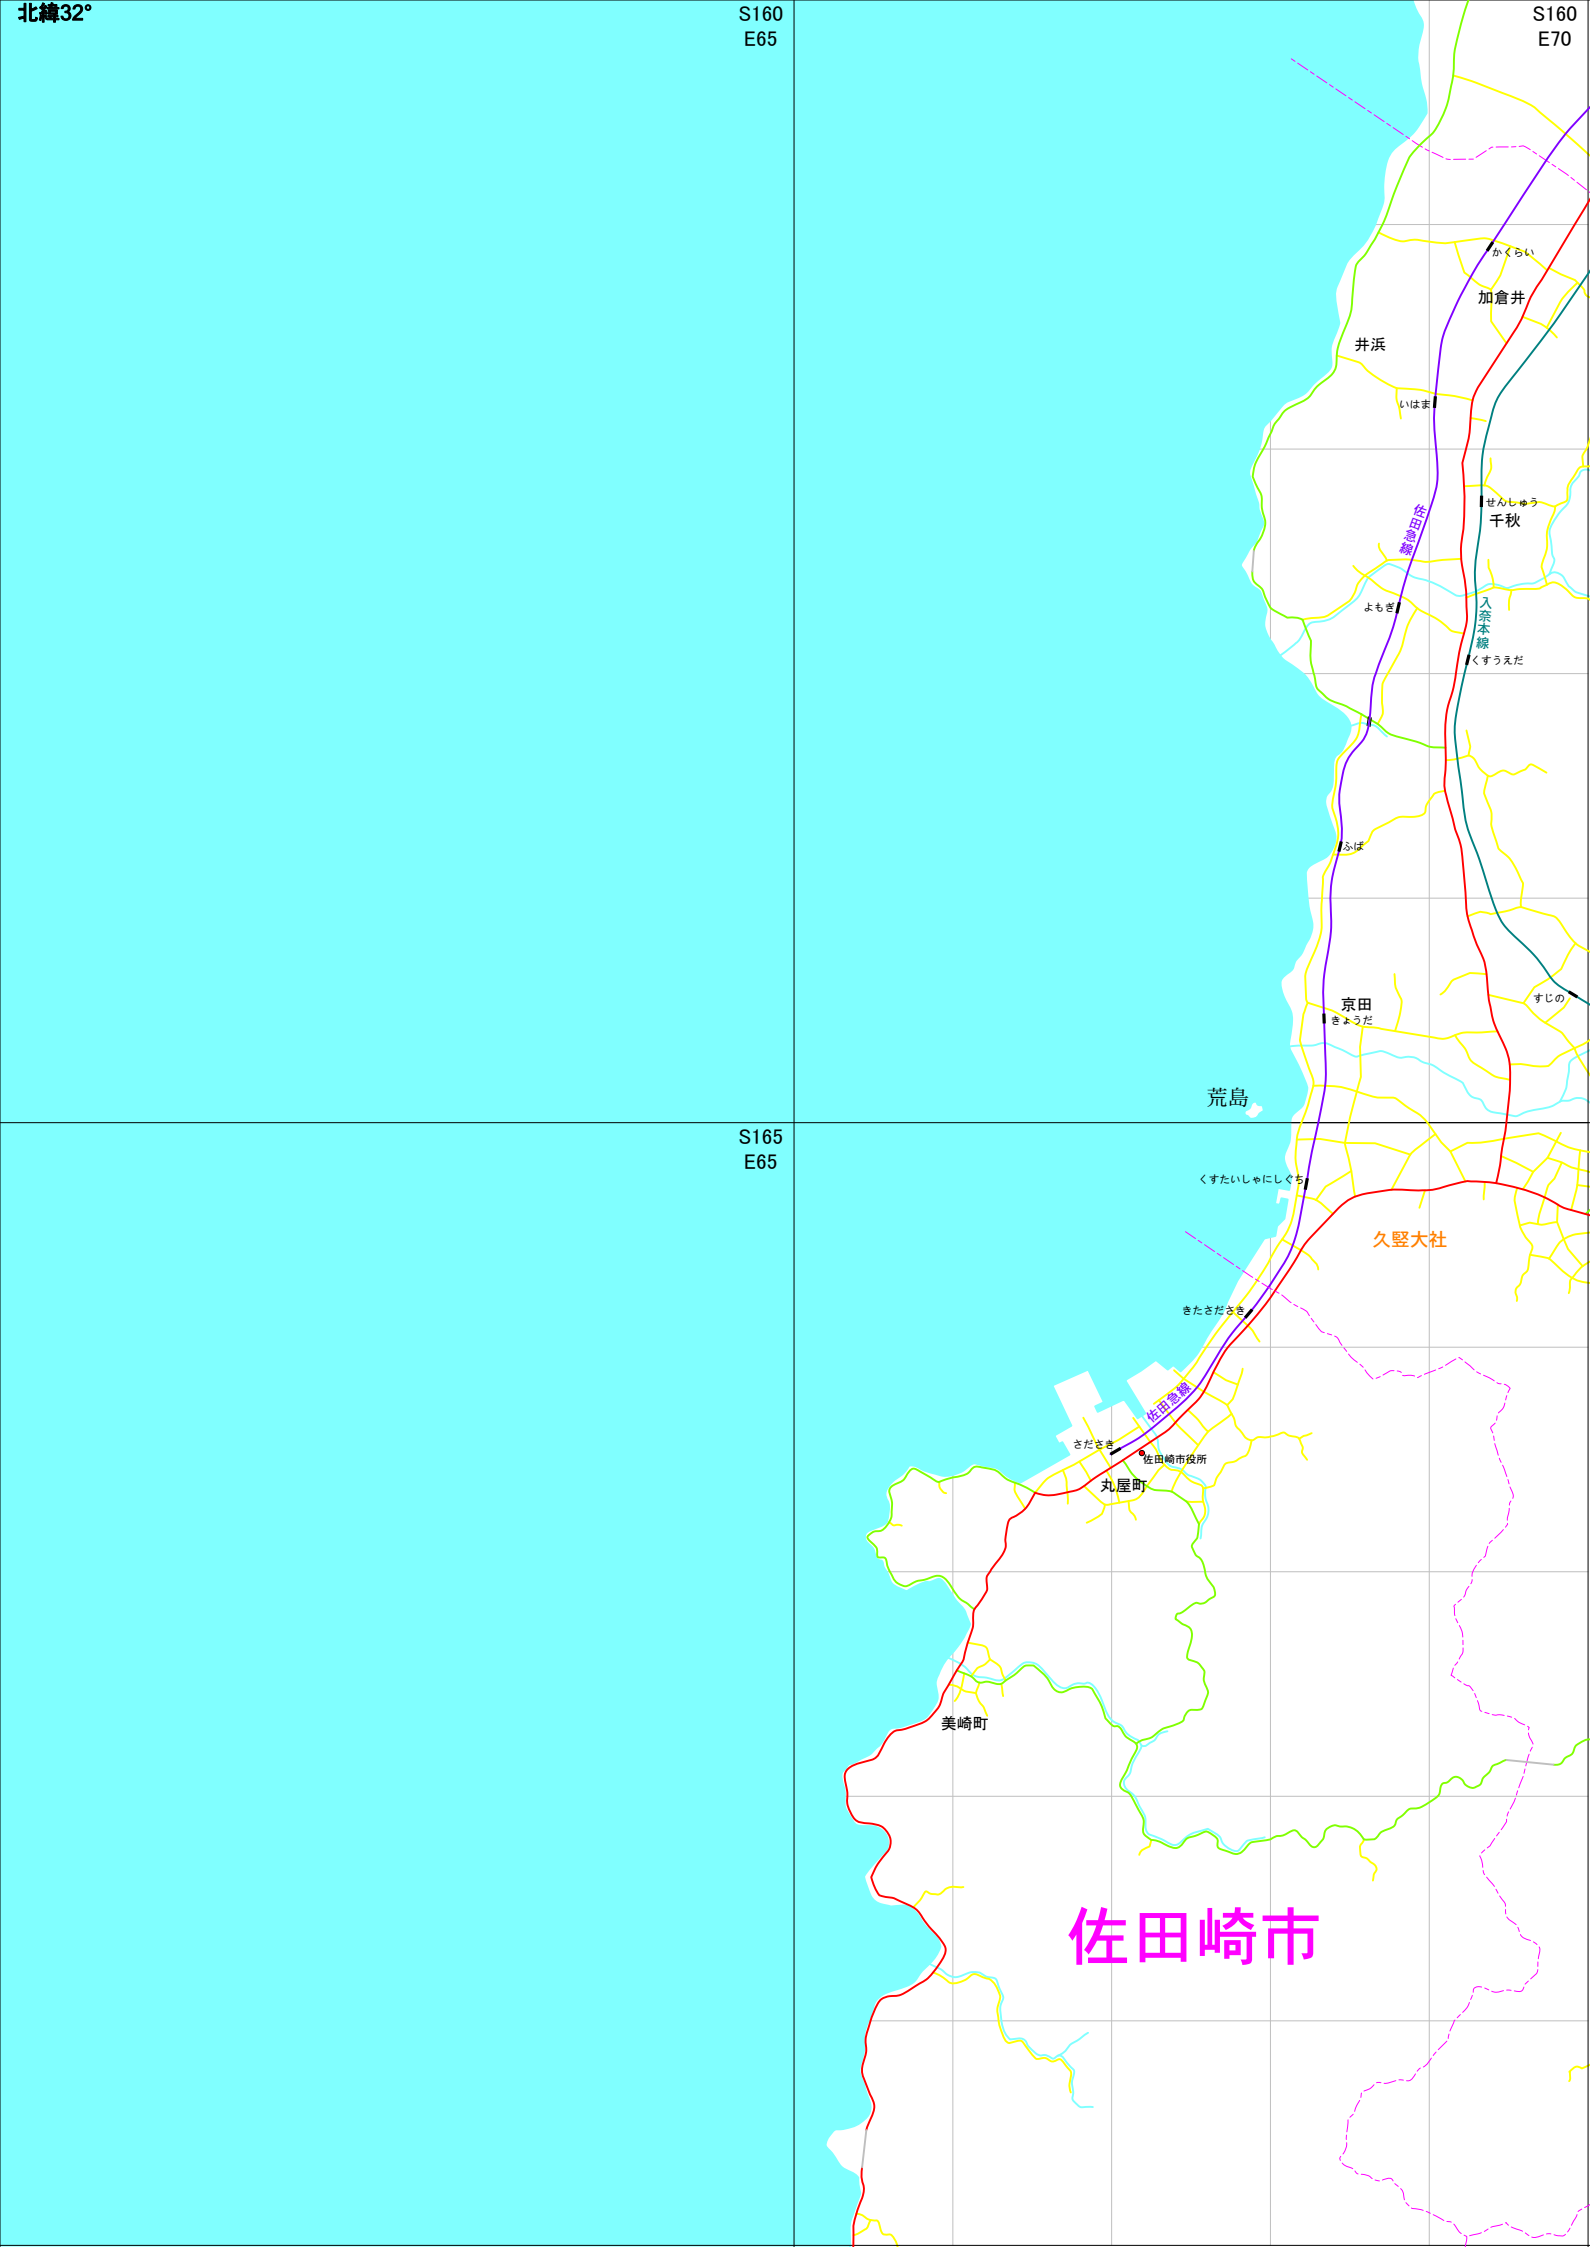 北緯32°
S160
E65
S160
E70
かくらい
加倉井
井浜
いはま
せんしゅう
千秋
佐田急線
よもぎ
入奈本線
くすうえだ
ふば
すじの
京田
きょうだ
荒島
S165
E65
くすたいしゃにしぐち
久竪大社
きたさださき
佐田急線
さださき
佐田崎市役所
丸屋町
美崎町
佐田崎市